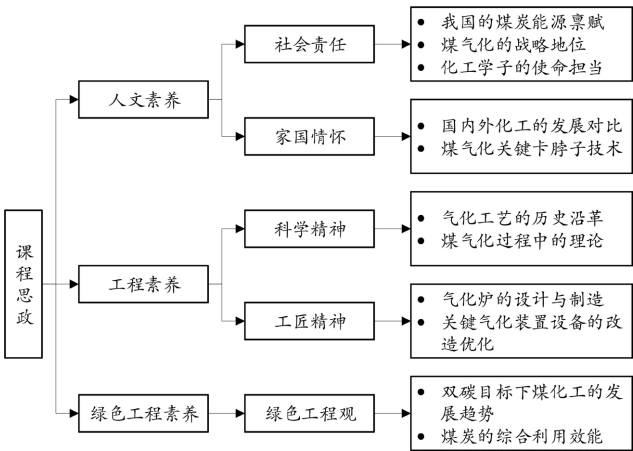 课程思政
人文素养
社会责任
• 我国的煤炭能源禀赋
• 煤气化的战略地位
• 化工学子的使命担当
家国情怀
• 国内外化工的发展对比
• 煤气化关键卡脖子技术
工程素养
科学精神
• 气化工艺的历史沿革
• 煤气化过程中的理论
工匠精神
• 气化炉的设计与制造
• 关键气化装置设备的改
造优化
绿色工程素养
绿色工程观
• 双碳目标下煤化工的发
展趋势
• 煤炭的综合利用效能